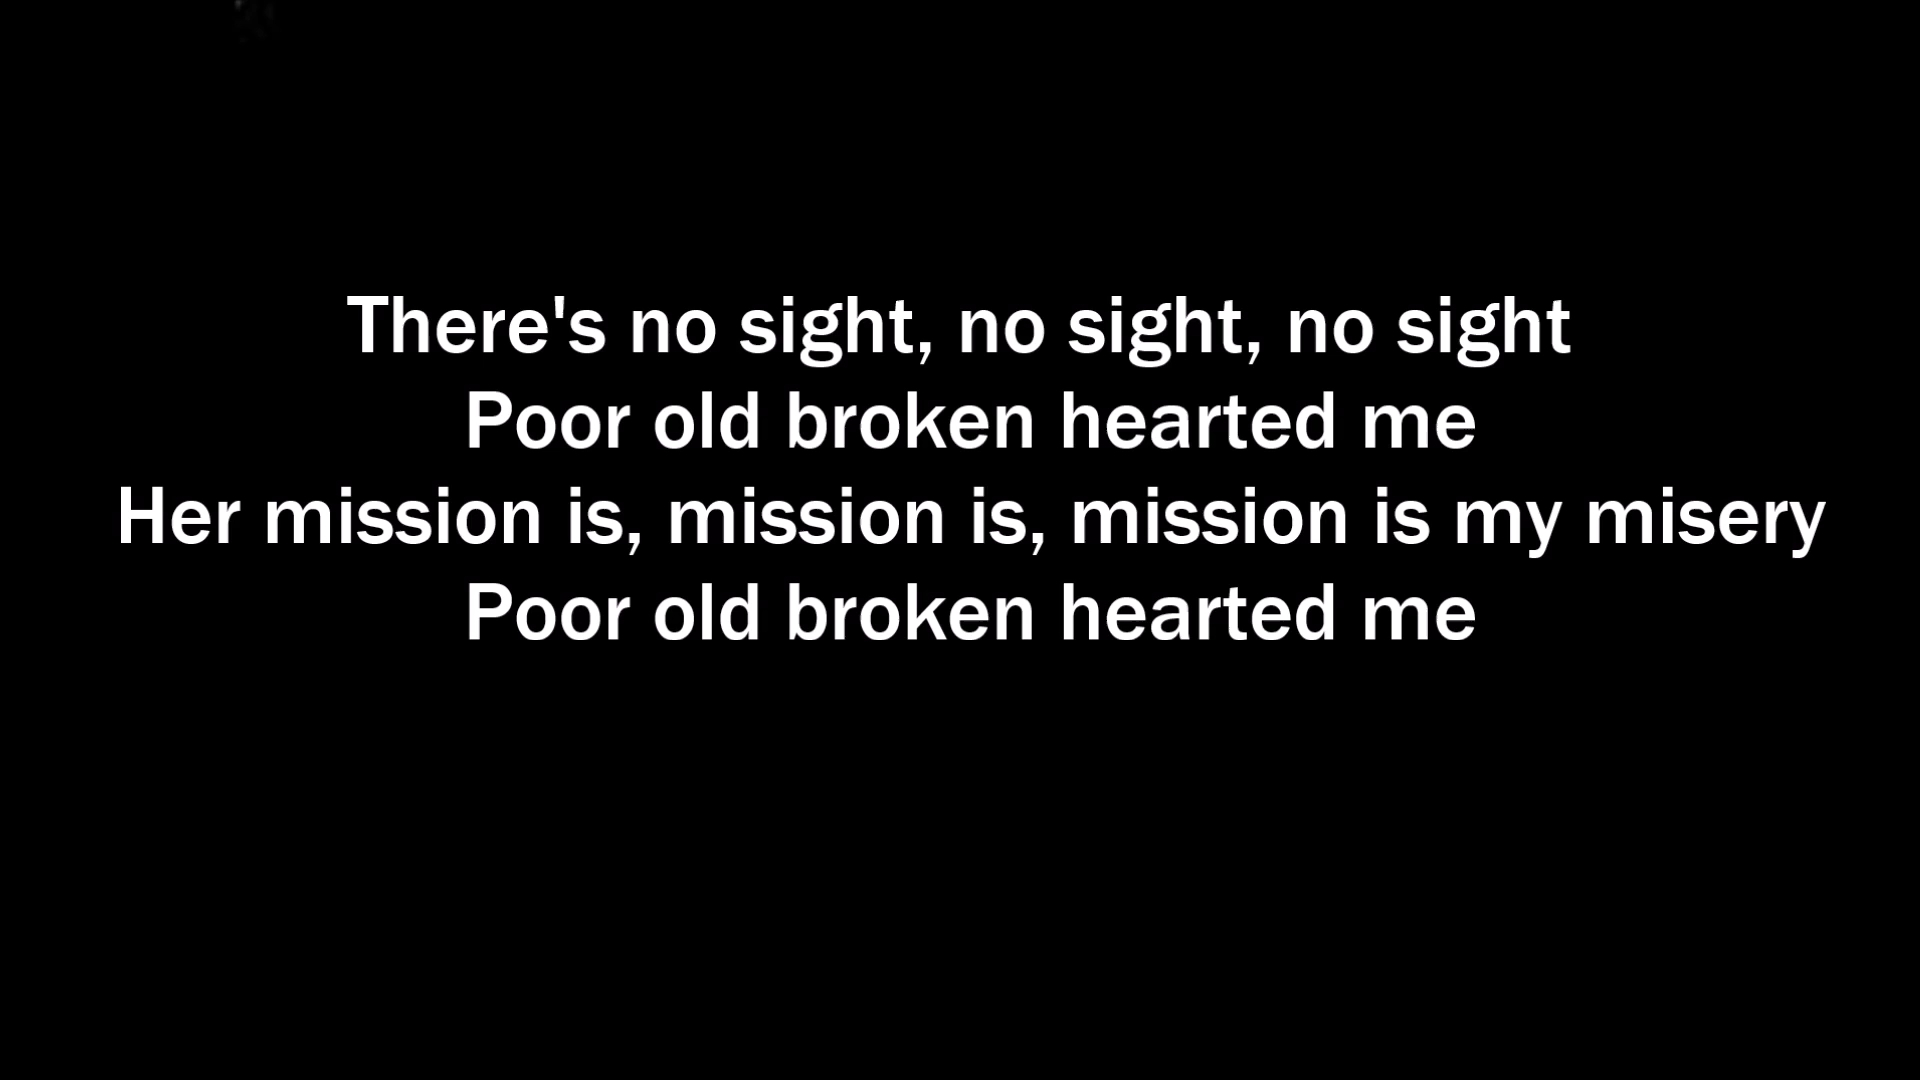 There's no sight, no sight, no sight
Poor old broken hearted me
Her mission is, mission is, mission is my misery
Poor old broken hearted me